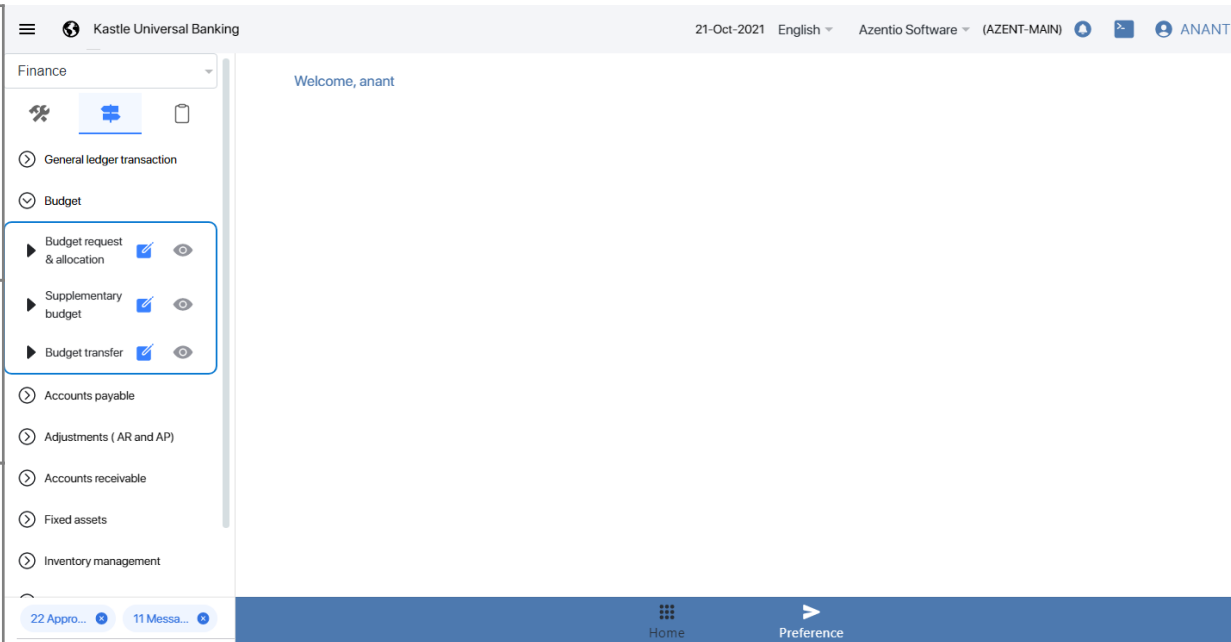 Kastle Universal Banking
21-Oct-2021 English Azentio Software (AZENT-MAIN) ANANT
Finance
Welcome, anant
General ledger transaction
Budget
Budget request
& allocation
Supplementary
budget
Budget transfer
Accounts payable
Adjustments ( AR and AP)
Accounts receivable
Fixed assets
Inventory management
22 Appro...
11 Messa...
Home
Preference